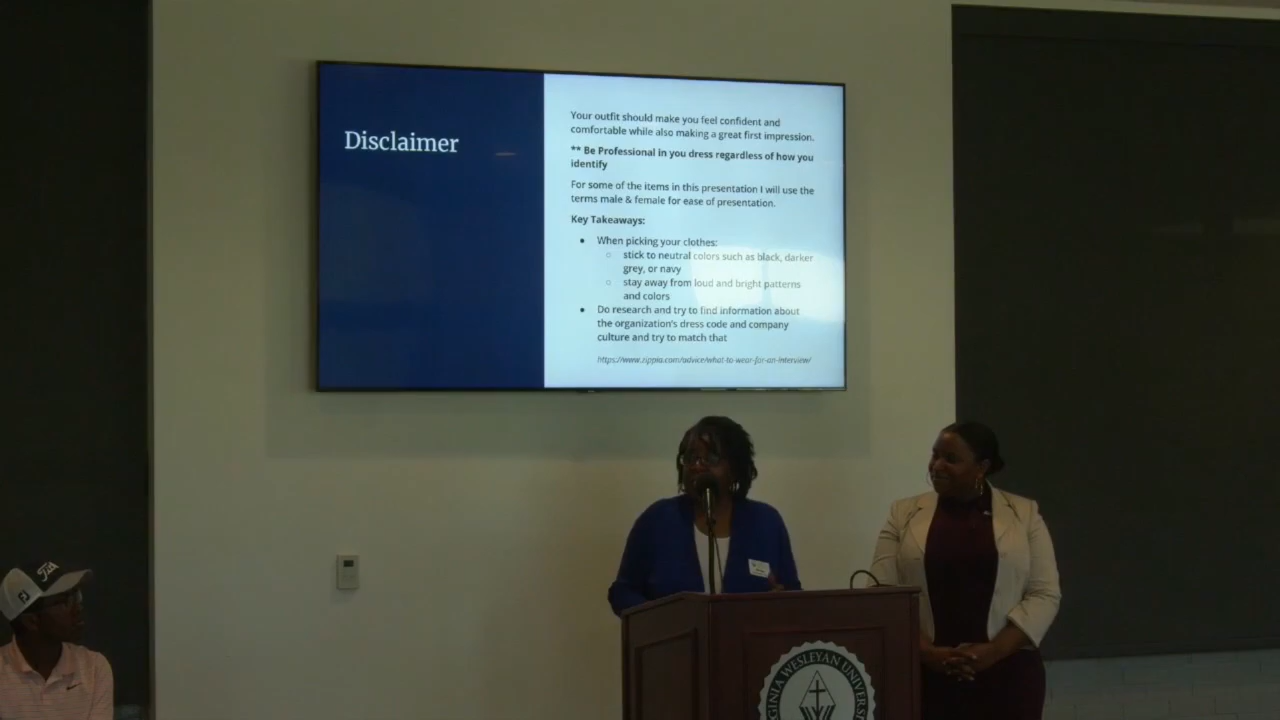 Disclaimer
Your outfit should make you feel confident and
comfortable while also making a great first impression.
** Be Professional in you dress regardless of how you
identify
For some of the items in this presentation I will use the
terms male & female for ease of presentation.
Key Takeaways:
When picking your clothes:
stick to neutral colors such as black, darker
grey, or navy
stay away from loud and bright patterns
and colors
Do research and try to find information about
the organization's dress code and company
culture and try to match that
https://www.zippia.com/advice/what-to-wear-for-an-interview/
FJ
GINIA WESLEYAN UNIVERSI